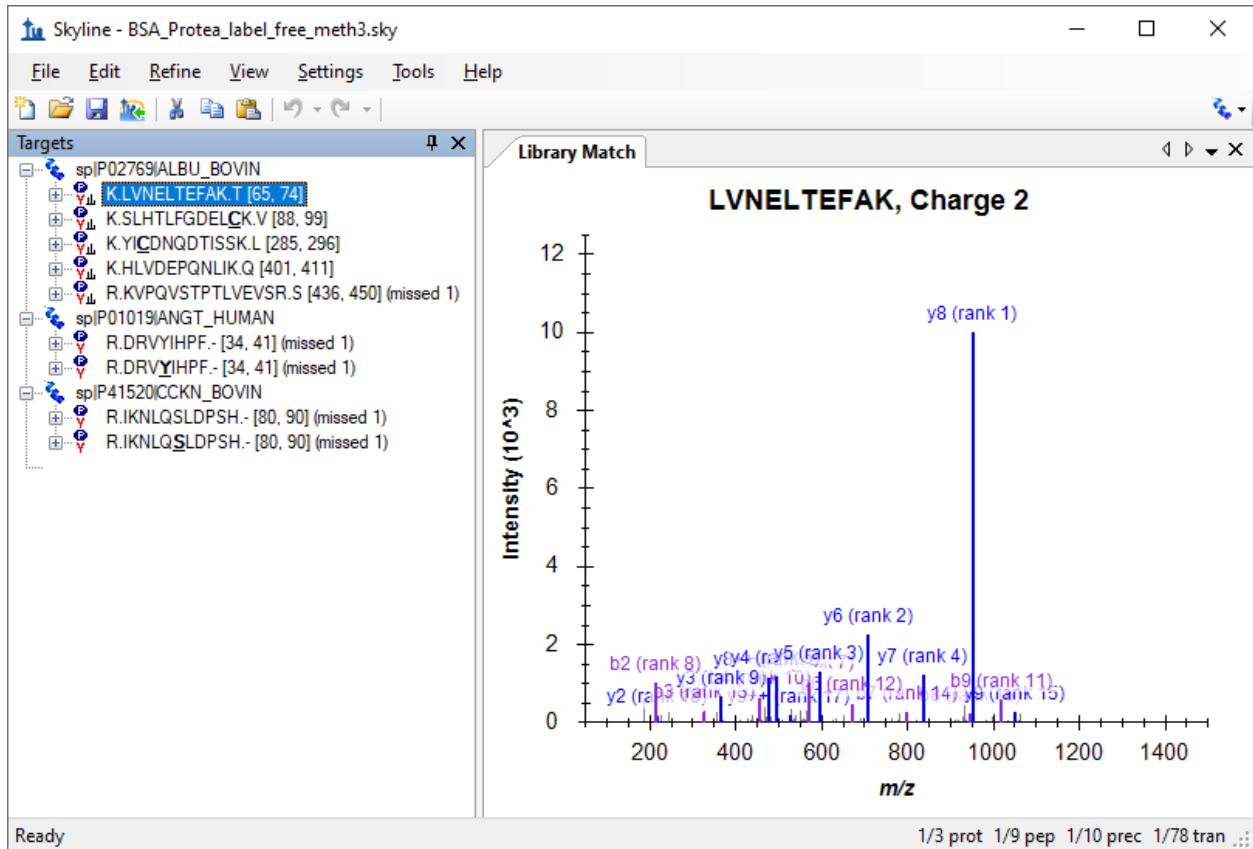 Skyline - BSA_Protea_label_free_meth3.sky
File Edit Refine View Settings Tools Help
Targets
sp|P02769|ALBU_BOVIN
K.LVNELTEFAK.T [65, 74]
K.SLHTLFGDELCK.V [88, 99]
K.YICDNQDTISSK.L [285, 296]
K.HLVDEPQNLIK.Q [401, 411]
R.KVPQVSTPTLVEVSR.S [436, 450] (missed 1)
sp|P01019|ANGT_HUMAN
R.DRVYIHPF.- [34, 41] (missed 1)
R.DRVYIHPF.- [34, 41] (missed 1)
sp|P41520|CCKN_BOVIN
R.IKNLQSLDPSH.- [80, 90] (missed 1)
R.IKNLQSLDPSH.- [80, 90] (missed 1)
Library Match
LVNELTEFAK, Charge 2
Intensity (10^3)
12
10
8
6
4
2
0
y8 (rank 1)
y6 (rank 2)
y5 (rank 3)
y7 (rank 4)
b2 (rank 8)
y4
y3 (rank 9)
b9 (rank 11)
rank 12)
rank 14)
rank 15)
y2
200 400 600 800 1000 1200 1400
m/z
Ready
1/3 prot 1/9 pep 1/10 prec 1/78 tran